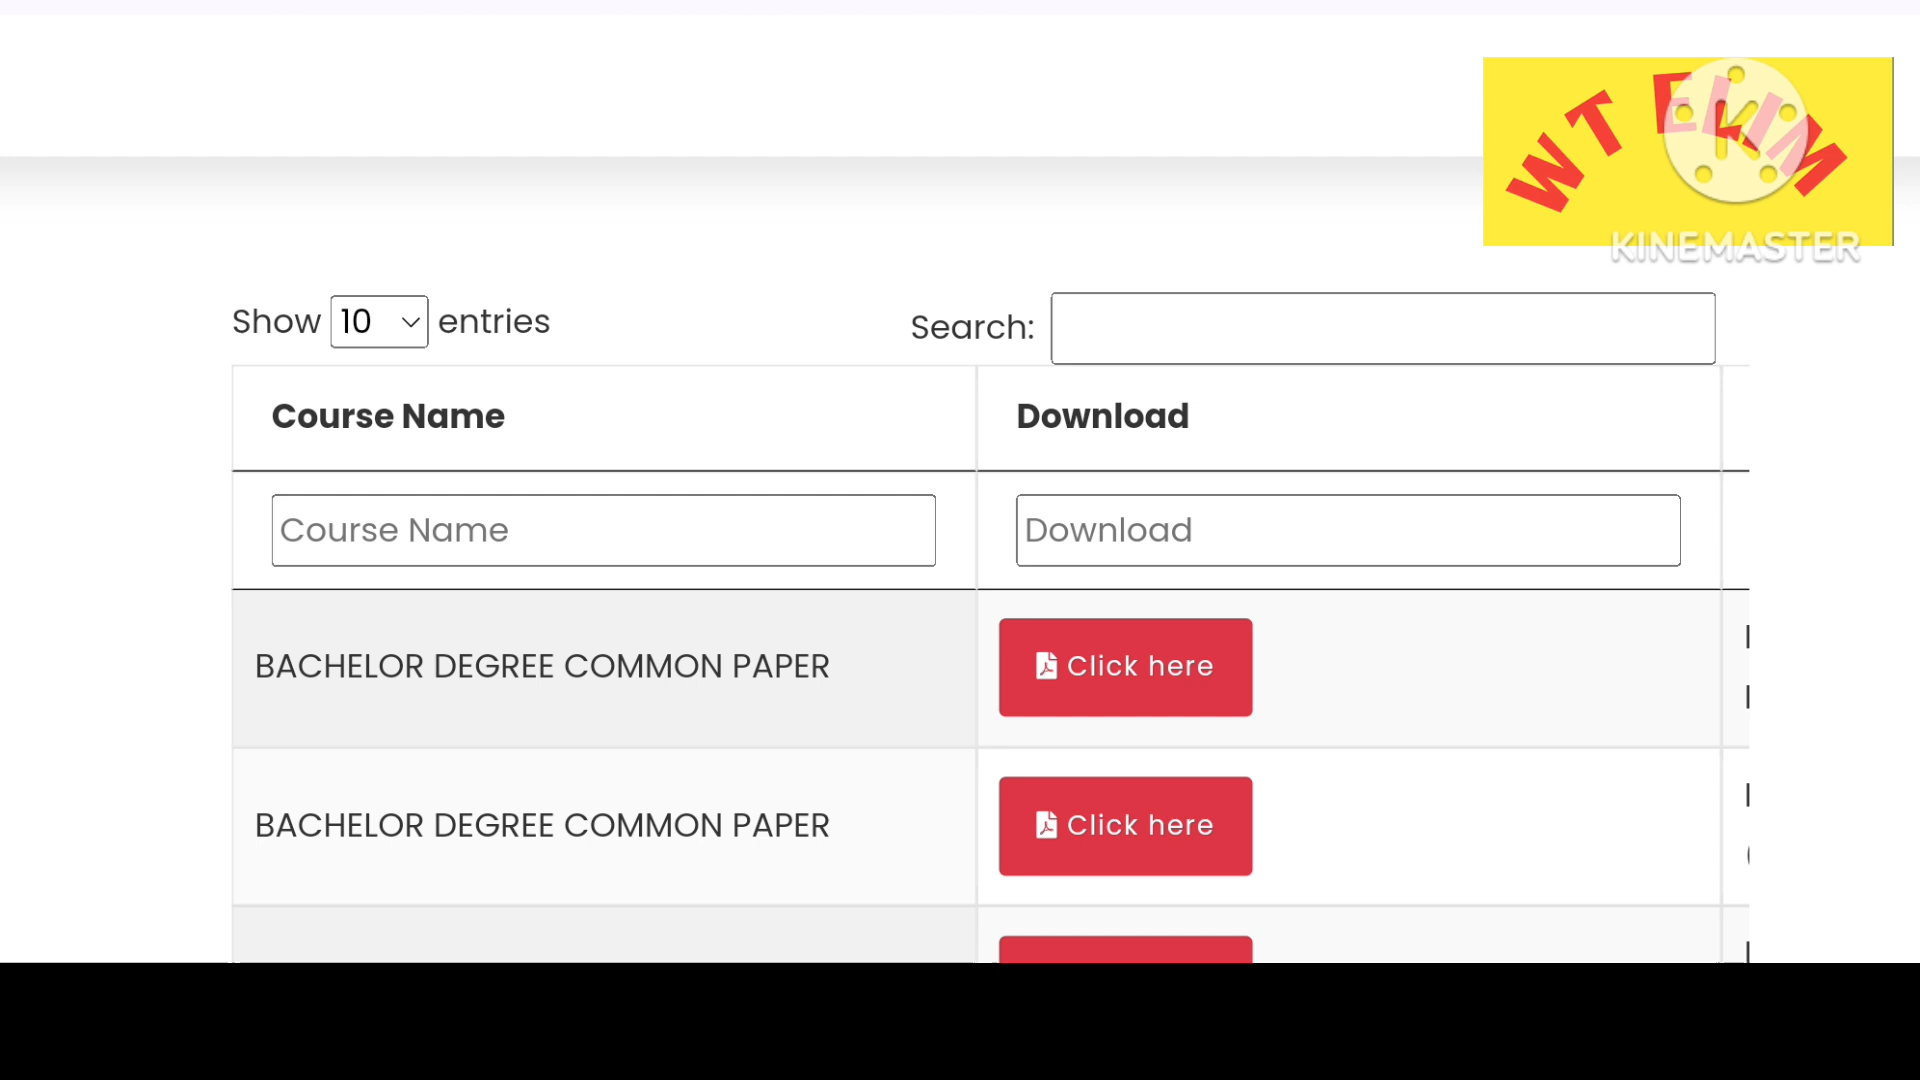 WT EKIM
KINEMASTER
Show 10 entries
Search:
Course Name
Download
Course Name
Download
BACHELOR DEGREE COMMON PAPER
Click here
BACHELOR DEGREE COMMON PAPER
Click here